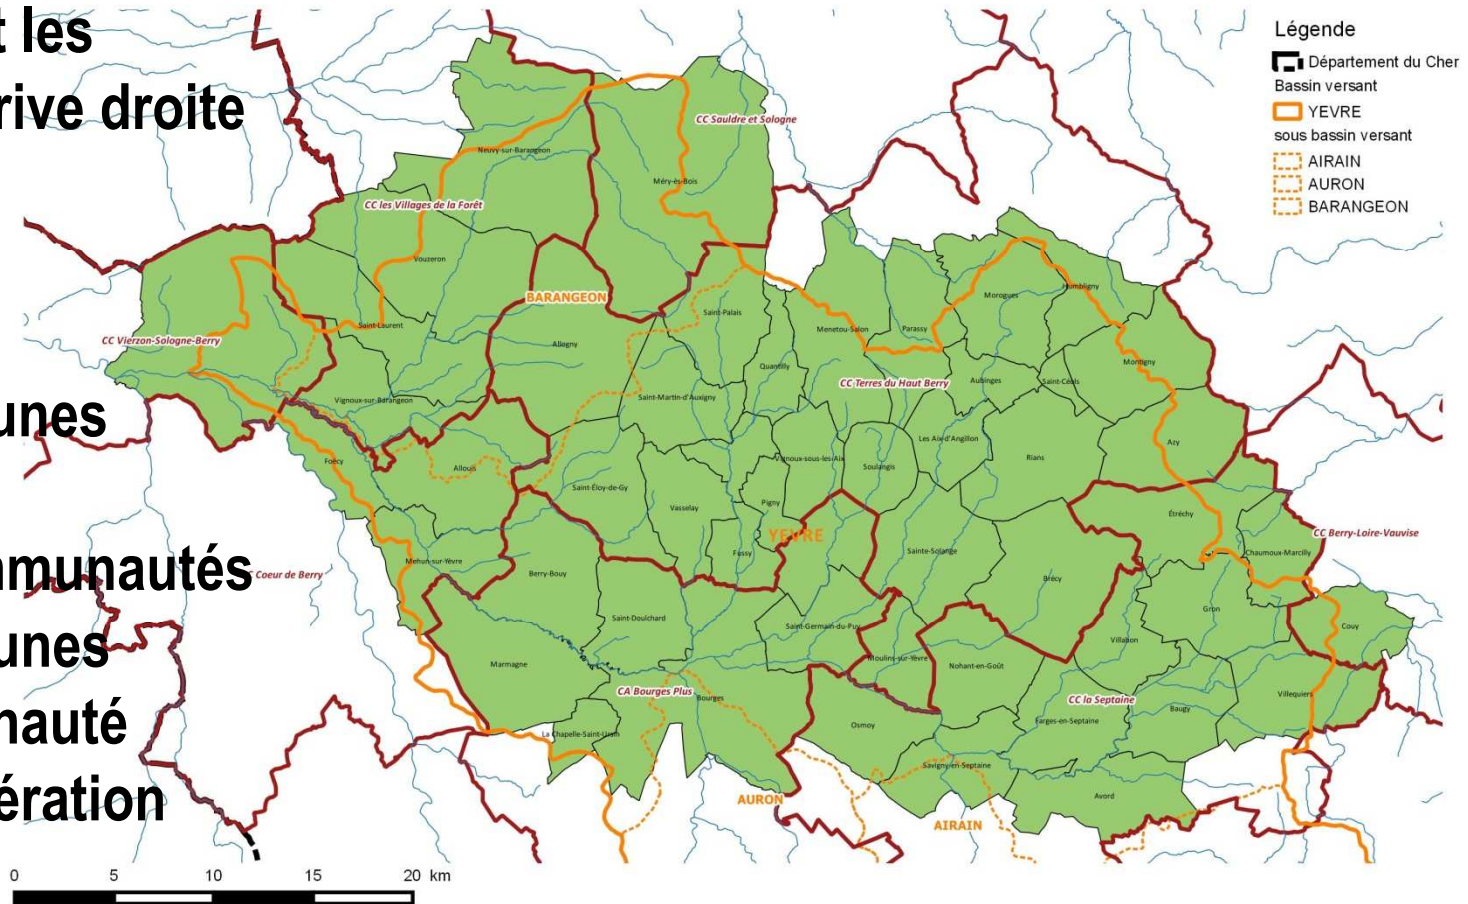 t les
rive droite
unes
mmunautés
unes
nauté
ération
Légende
Département du Cher
Bassin versant
YEVRE
sous bassin versant
AIRAIN
AURON
BARANGEON
CC Sauldre et Sologne
Neuvy-sur-Barangeon
Méry-ès-Bois
CC les Villages de la Forêt
Vouzeron
BARANGEON
Morogues
Humbligny
Saint-Palais
Saint-Laurent
Menetou-Salon
Parassy
CC Vierzon-Sologne-Berry
Allogny
Quantilly
Montigny
CC Terres du Haut Berry
Aubinges
Saint-Céols
Vignoux-sur-Barangeon
Saint-Martin-d'Auxigny
Les Aix-d'Angillon
Azy
Foëcy
Allouis
Vignoux-sous-les-Aix
Soulangis
Rians
Saint-Éloy-de-Gy
Vasselay
Pigny
Étréchy
YEVRE
CC Berry-Loire-Vauvise
Fussy
Sainte-Solange
Chaumoux-Marcilly
Mehun-sur-Yèvre
Coeur de Berry
Berry-Bouy
Brécy
Gron
Saint-Doulchard
Saint-Germain-du-Puy
Couy
Villabon
Marmagne
Moulins-sur-Yèvre
Nohant-en-Goût
CA Bourges Plus
Bourges
CC la Septaine
Villequiers
Baugy
La Chapelle-Saint-Ursin
Osmoy
Farges-en-Septaine
Savigny-en-Septaine
AURON
Avord
AIRAIN
0 5 10 15 20 km